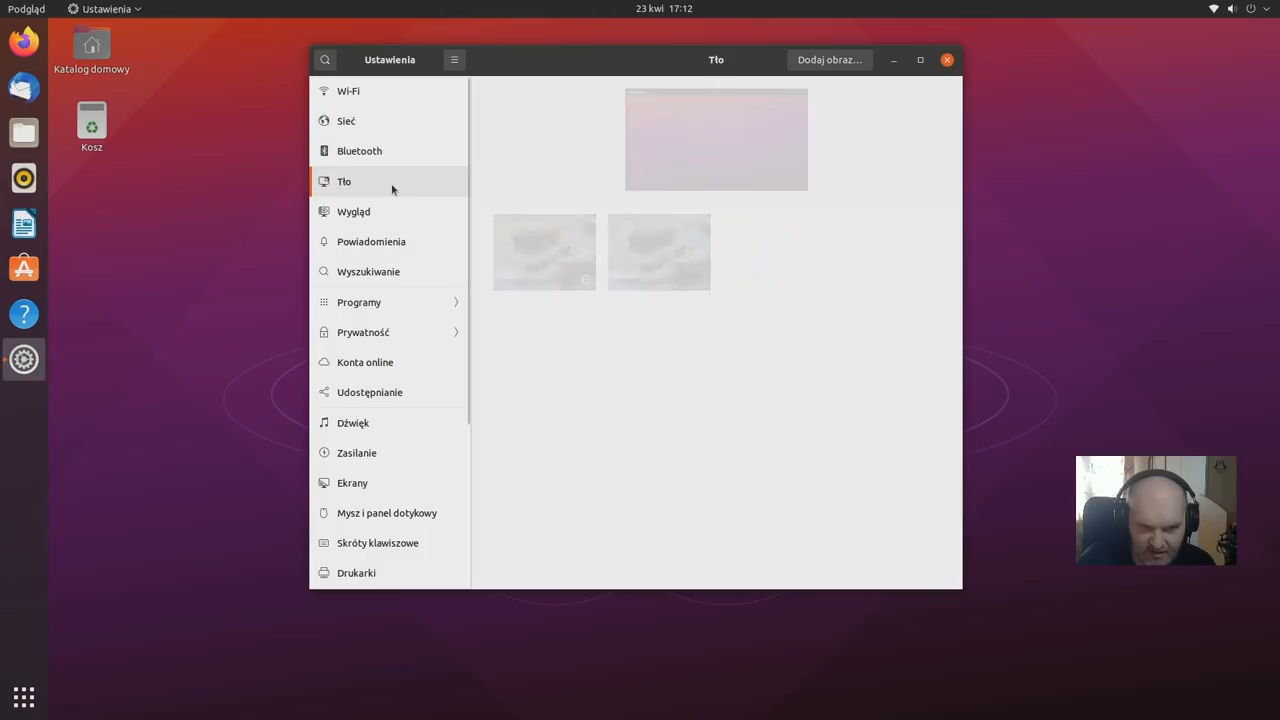 Podgląd
Ustawienia
23 kwi 17:12
Katalog domowy
Kosz
Ustawienia
Tło
Dodaj obraz…
Wi-Fi
Sieć
Bluetooth
Tło
Wygląd
Powiadomienia
Wyszukiwanie
Programy
Prywatność
Konta online
Udostępnianie
Dźwięk
Zasilanie
Ekrany
Mysz i panel dotykowy
Skróty klawiszowe
Drukarki